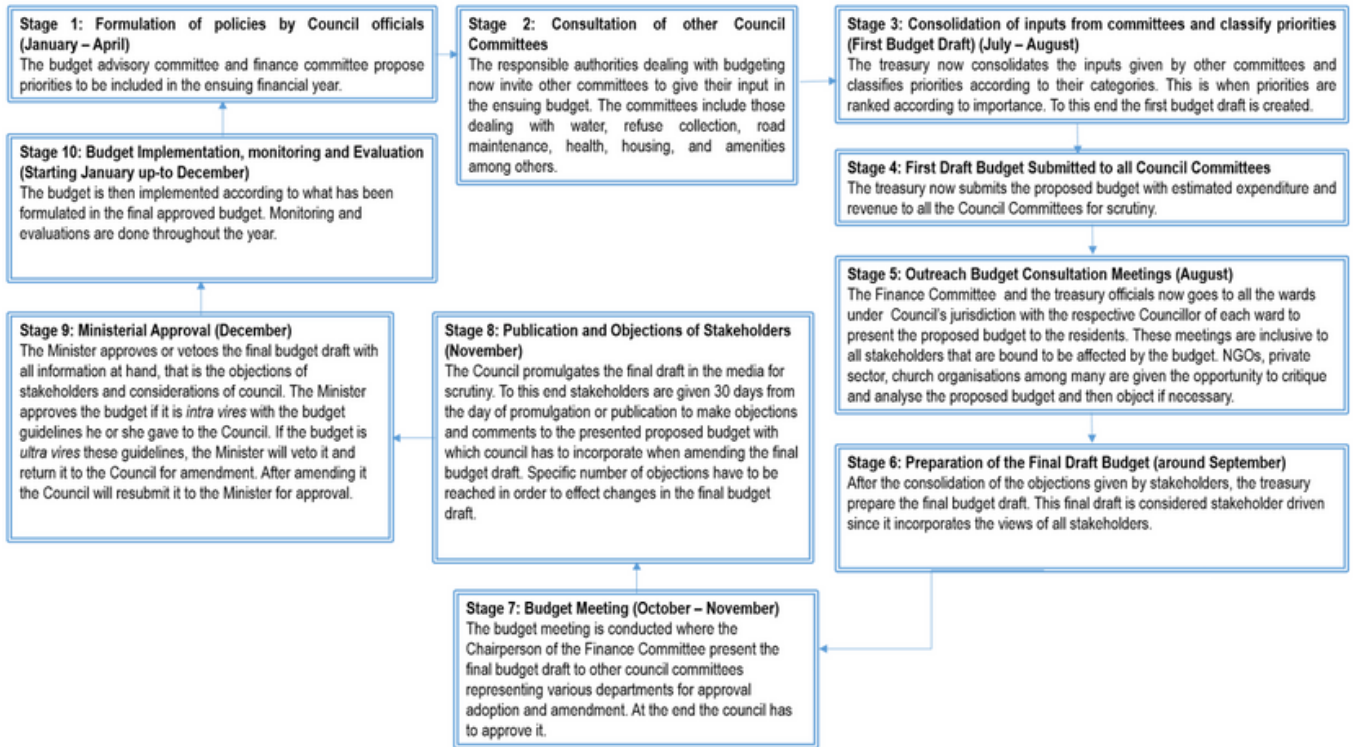 Stage 1: Formulation of policies by Council officials
(January – April)
The budget advisory committee and finance committee propose
priorities to be included in the ensuing financial year.
Stage 2: Consultation of other Council
Committees
The responsible authorities dealing with budgeting
now invite other committees to give their input in
the ensuing budget. The committees include those
dealing with water, refuse collection, road
maintenance, health, housing, and amenities
among others.
Stage 3: Consolidation of inputs from committees and classify priorities
(First Budget Draft) (July – August)
The treasury now consolidates the inputs given by other committees and
classifies priorities according to their categories. This is when priorities are
ranked according to importance. To this end the first budget draft is created.
Stage 4: First Draft Budget Submitted to all Council Committees
The treasury now submits the proposed budget with estimated expenditure and
revenue to all the Council Committees for scrutiny.
Stage 5: Outreach Budget Consultation Meetings (August)
The Finance Committee and the treasury officials now goes to all the wards
under Council's jurisdiction with the respective Councillor of each ward to
present the proposed budget to the residents. These meetings are inclusive to
all stakeholders that are bound to be affected by the budget. NGOs, private
sector, church organisations among many are given the opportunity to critique
and analyse the proposed budget and then object if necessary.
Stage 6: Preparation of the Final Draft Budget (around September)
After the consolidation of the objections given by stakeholders, the treasury
prepare the final budget draft. This final draft is considered stakeholder driven
since it incorporates the views of all stakeholders.
Stage 7: Budget Meeting (October – November)
The budget meeting is conducted where the
Chairperson of the Finance Committee present the
final budget draft to other council committees
representing various departments for approval
adoption and amendment. At the end the council has
to approve it.
Stage 8: Publication and Objections of Stakeholders
(November)
The Council promulgates the final draft in the media for
scrutiny. To this end stakeholders are given 30 days from
the day of promulgation or publication to make objections
and comments to the presented proposed budget with
which council has to incorporate when amending the final
budget draft. Specific number of objections have to be
reached in order to effect changes in the final budget
draft.
Stage 9: Ministerial Approval (December)
The Minister approves or vetoes the final budget draft with
all information at hand, that is the objections of
stakeholders and considerations of council. The Minister
approves the budget if it is intra vires with the budget
guidelines he or she gave to the Council. If the budget is
ultra vires these guidelines, the Minister will veto it and
return it to the Council for amendment. After amending it
the Council will resubmit it to the Minister for approval.
Stage 10: Budget Implementation, monitoring and Evaluation
(Starting January up-to December)
The budget is then implemented according to what has been
formulated in the final approved budget. Monitoring and
evaluations are done throughout the year.